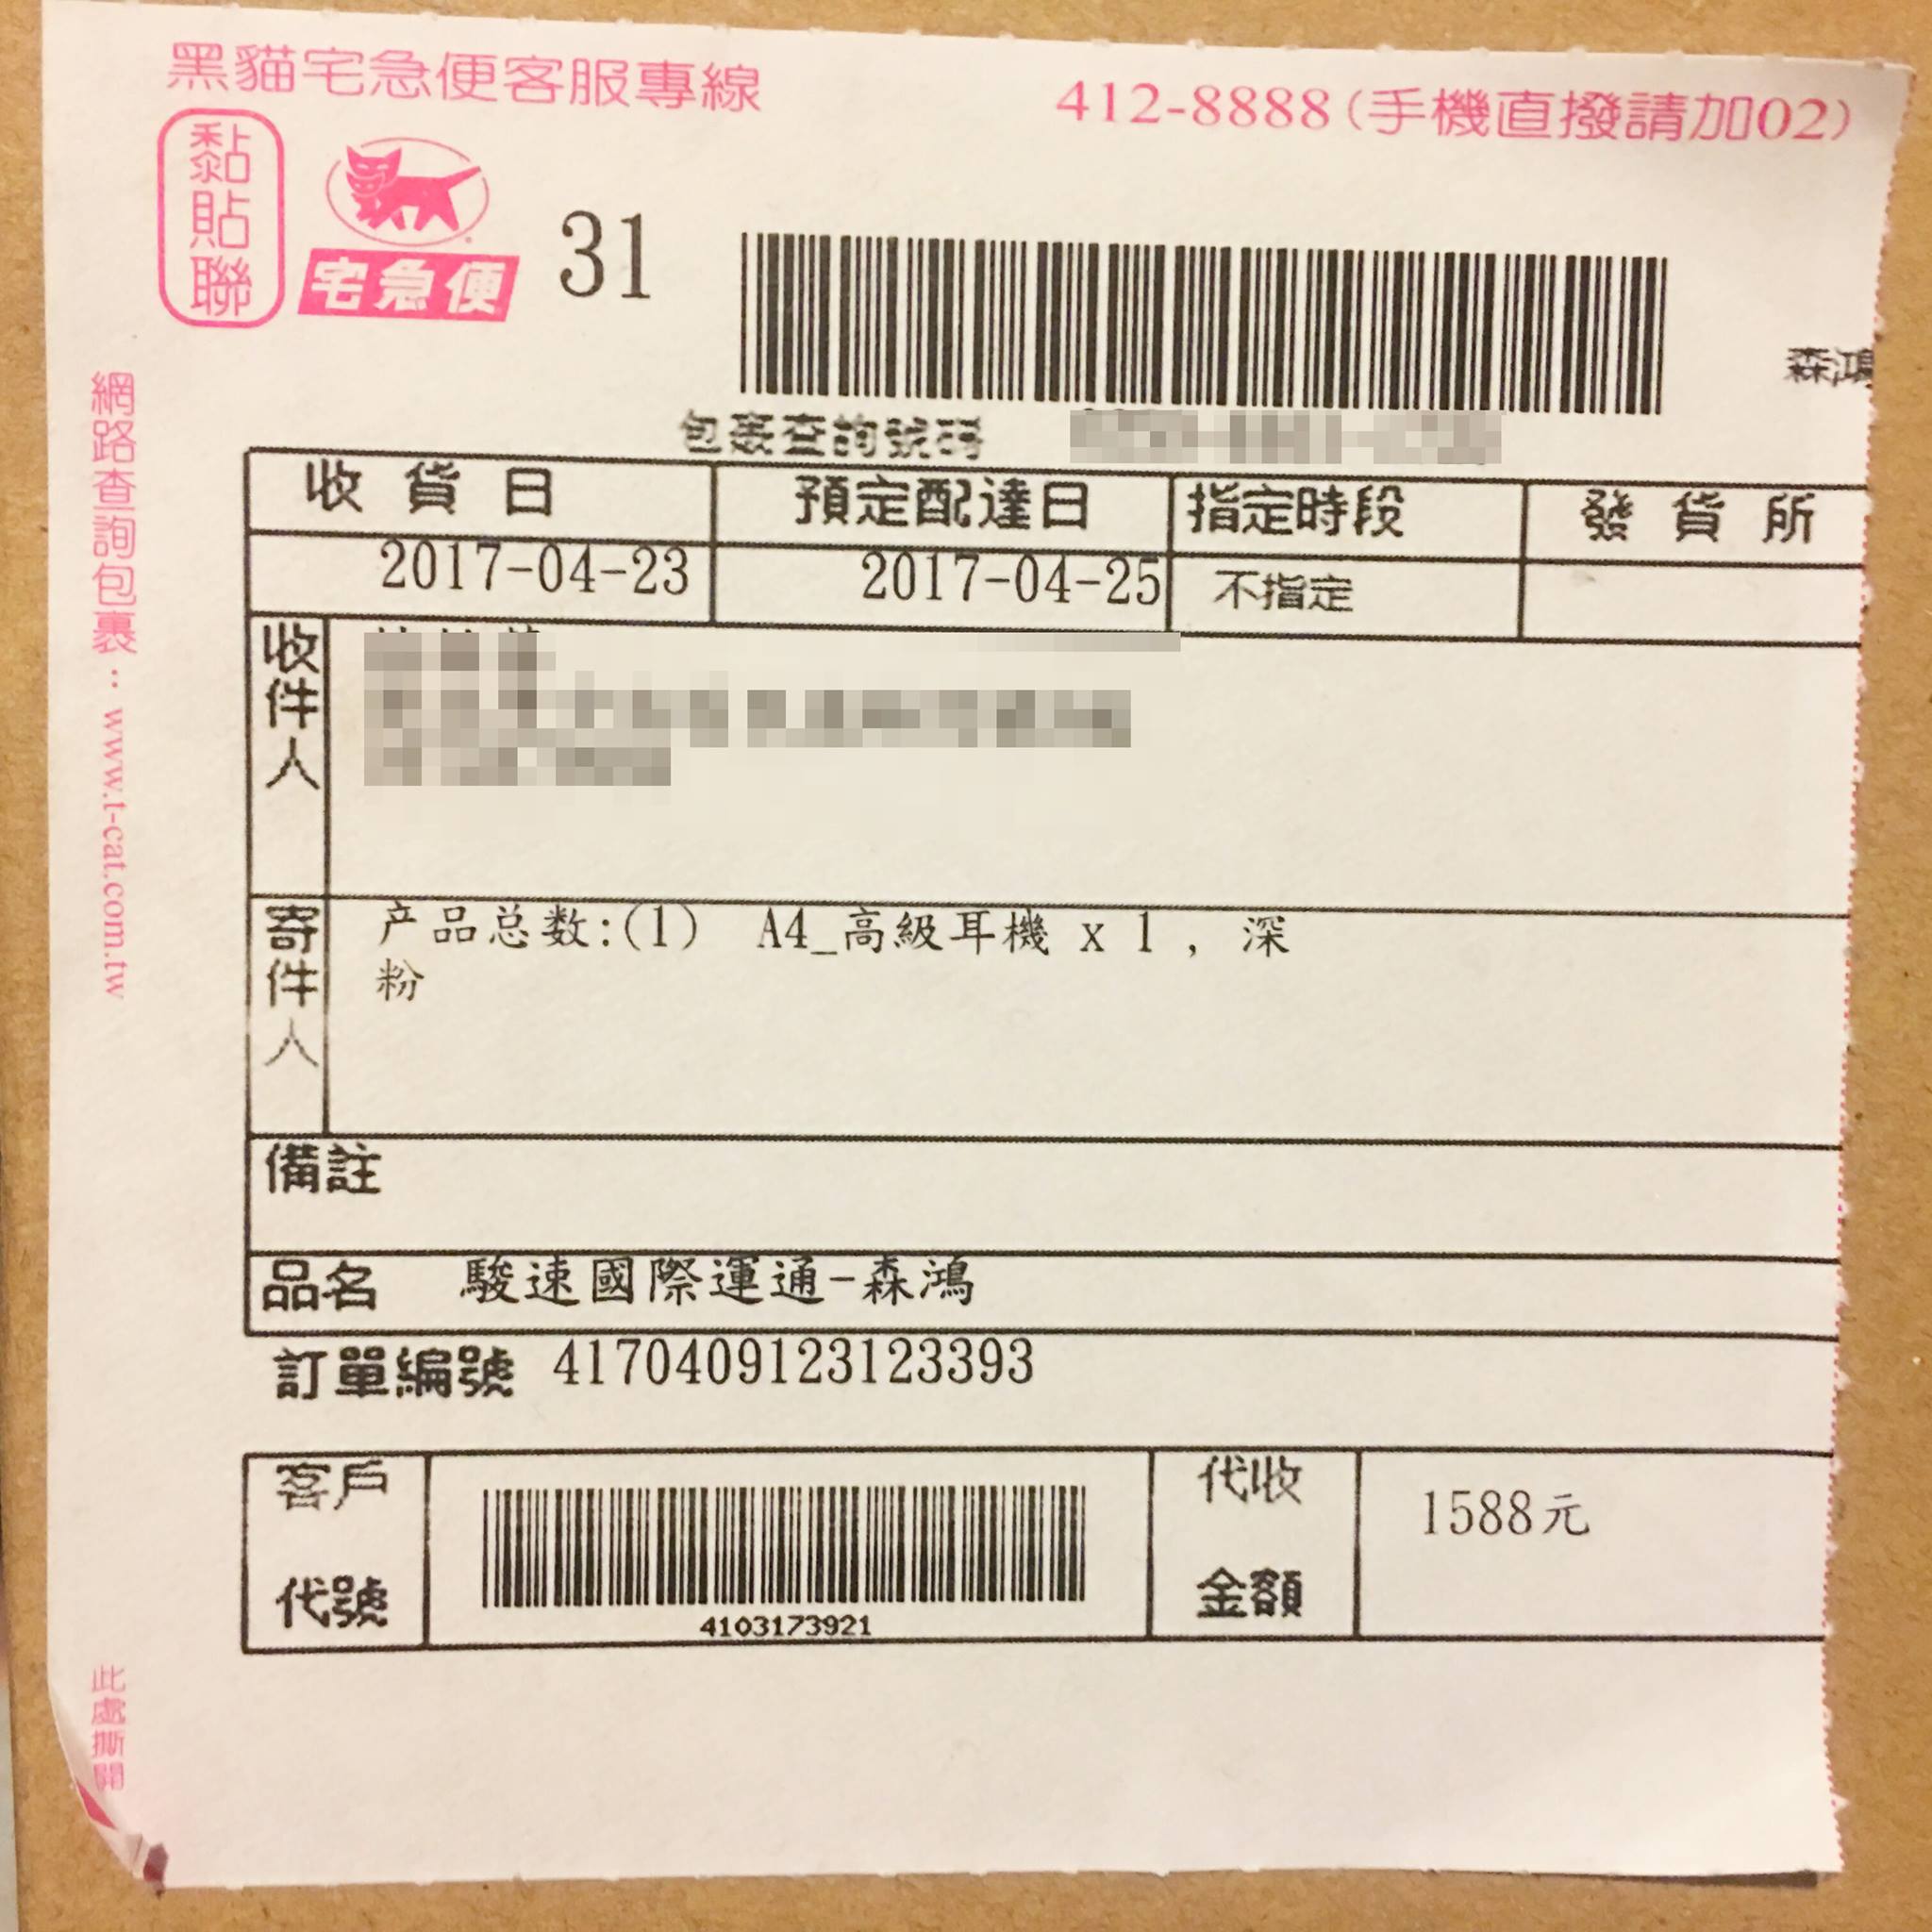 黑貓宅急便客服專線 412-8888(手機直撥請加02)
黏貼聯
宅急便
31
森鴻
包裹查詢號碼
收貨日 預定配達日 指定時段 發貨所
2017-04-23 2017-04-25 不指定
收件人
寄件人
产品总数:(1) A4_高級耳機 x 1 , 深
粉
備註
品名 駿速國際運通-森鴻
訂單編號 4170409123123393
客戶代號
4103173921
代收金額
1588元
網路查詢包裹:www.t-cat.com.tw
此處撕開